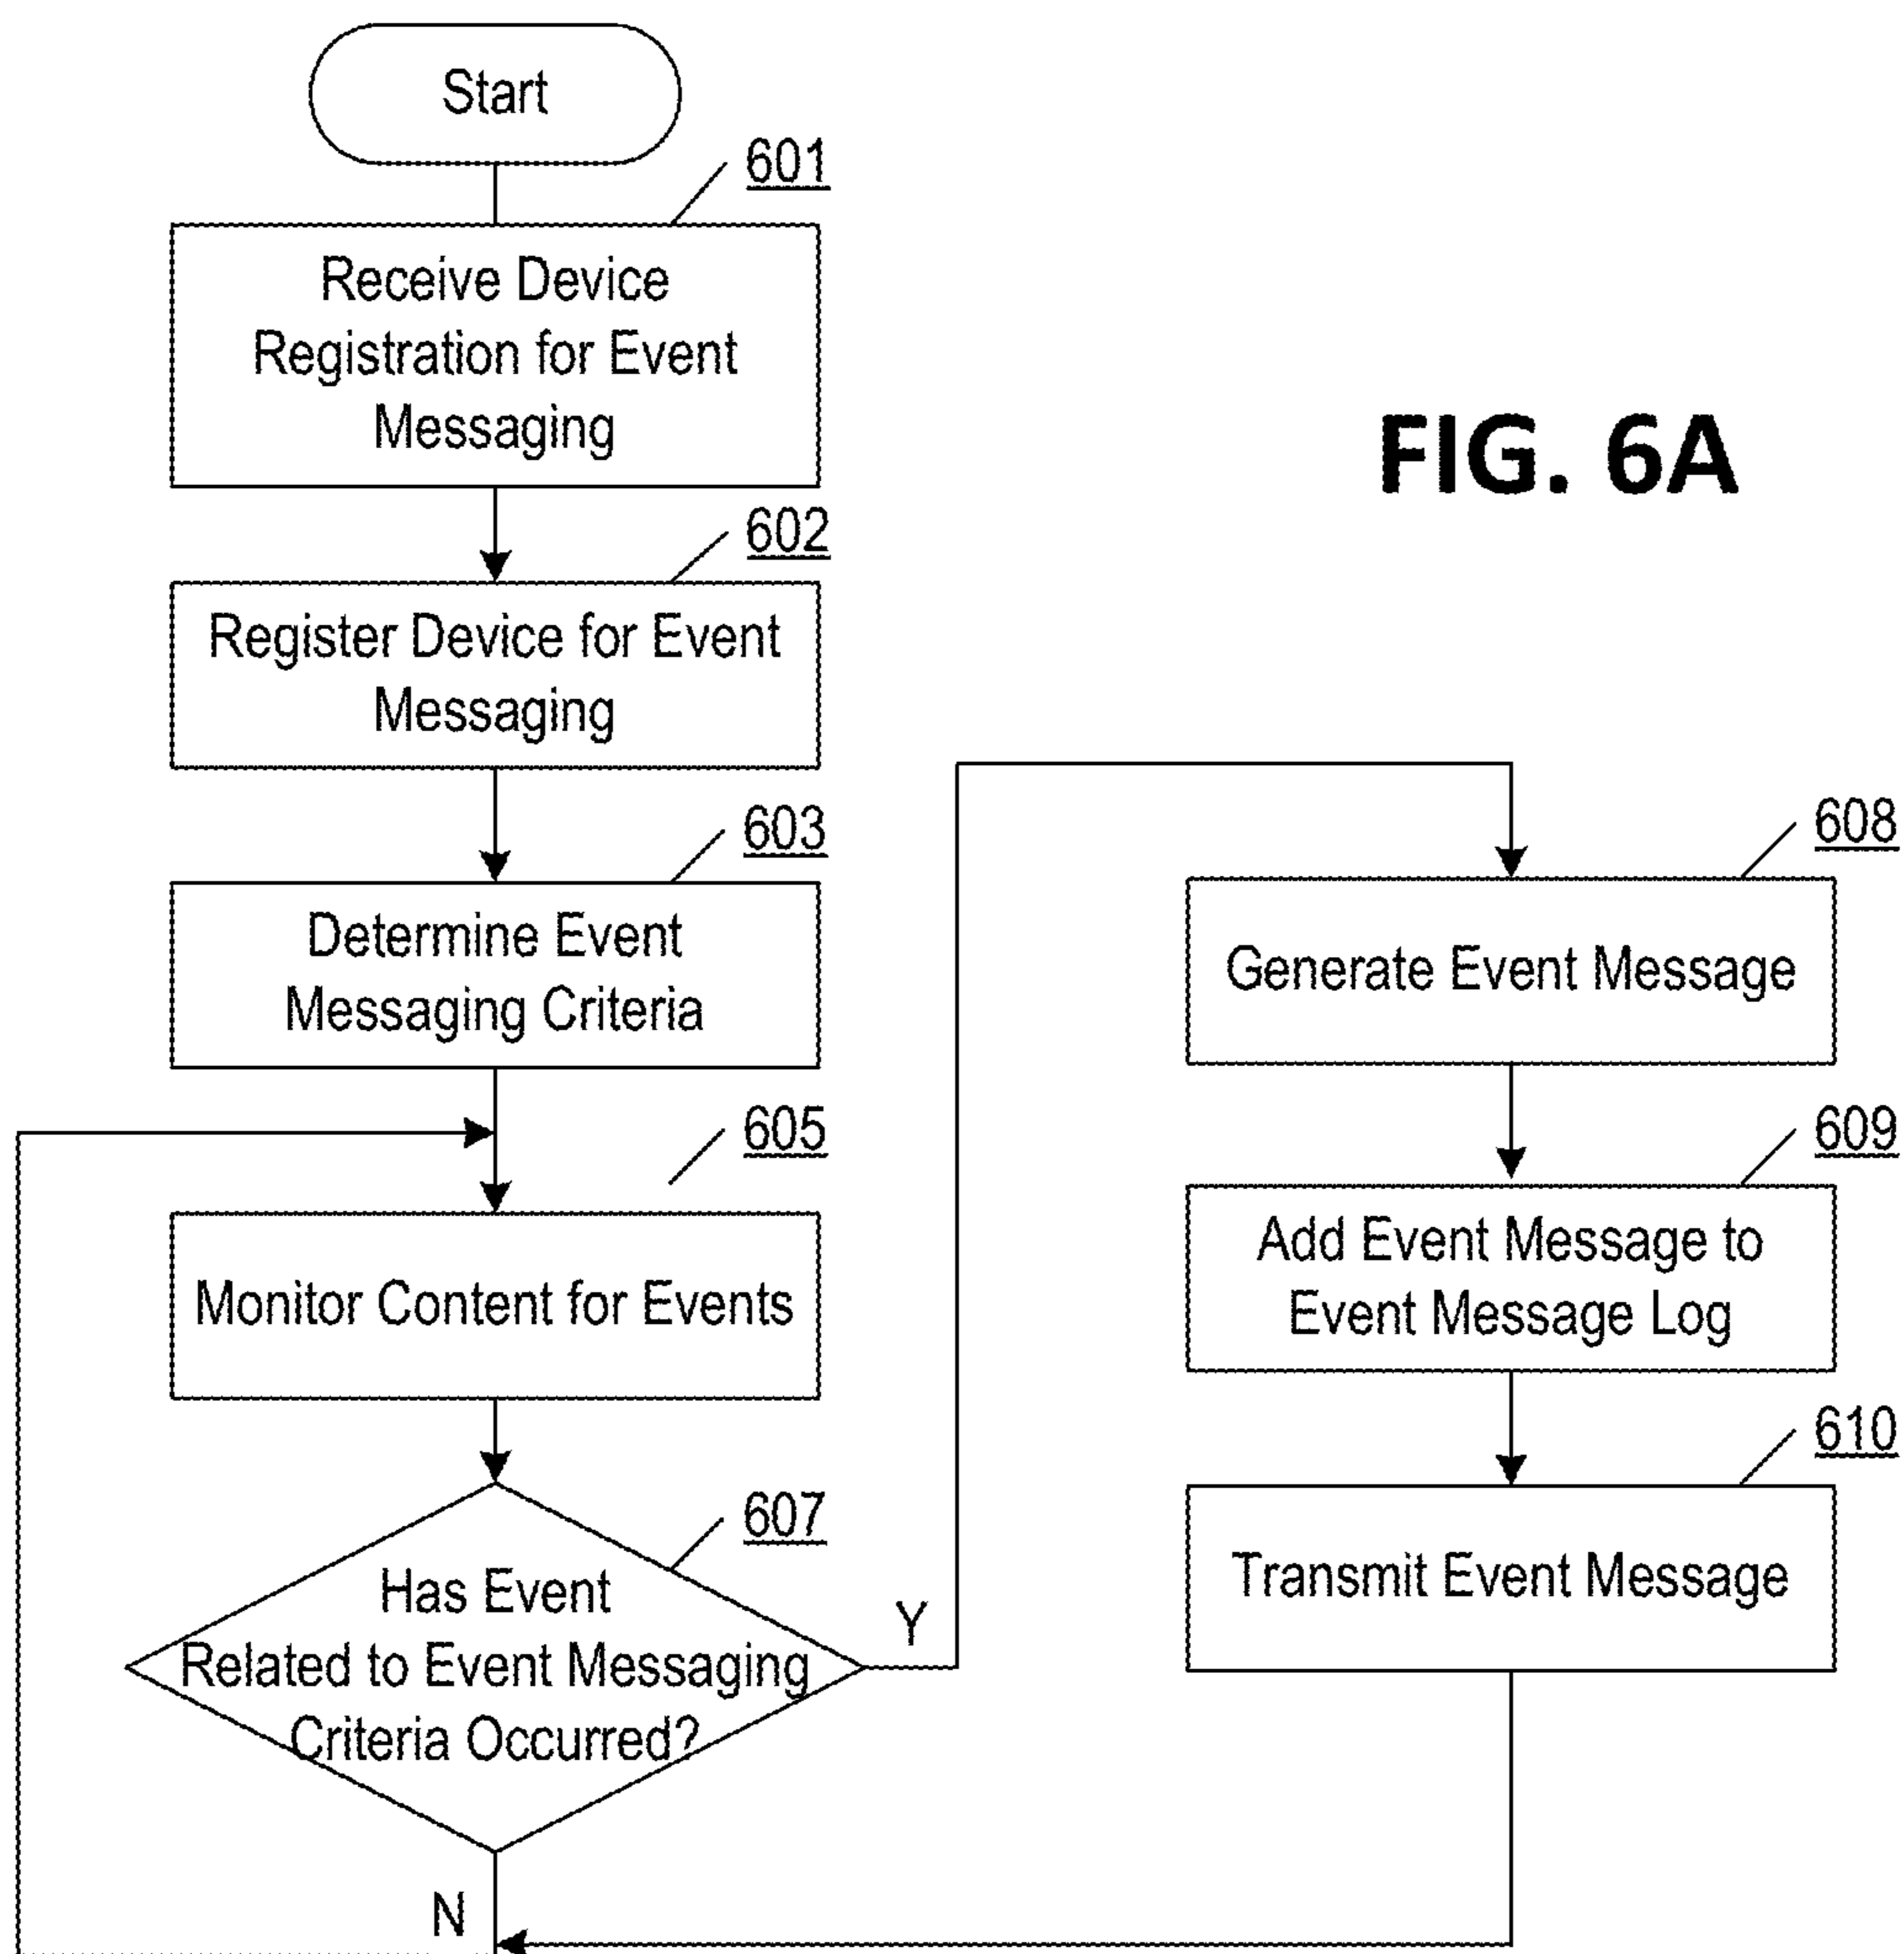 Start
601
Receive Device
Registration for Event
Messaging
FIG. 6A
602
Register Device for Event
Messaging
603
Determine Event
Messaging Criteria
605
Monitor Content for Events
607
Has Event
Related to Event Messaging
Criteria Occurred?
Y
N
608
Generate Event Message
609
Add Event Message to
Event Message Log
610
Transmit Event Message